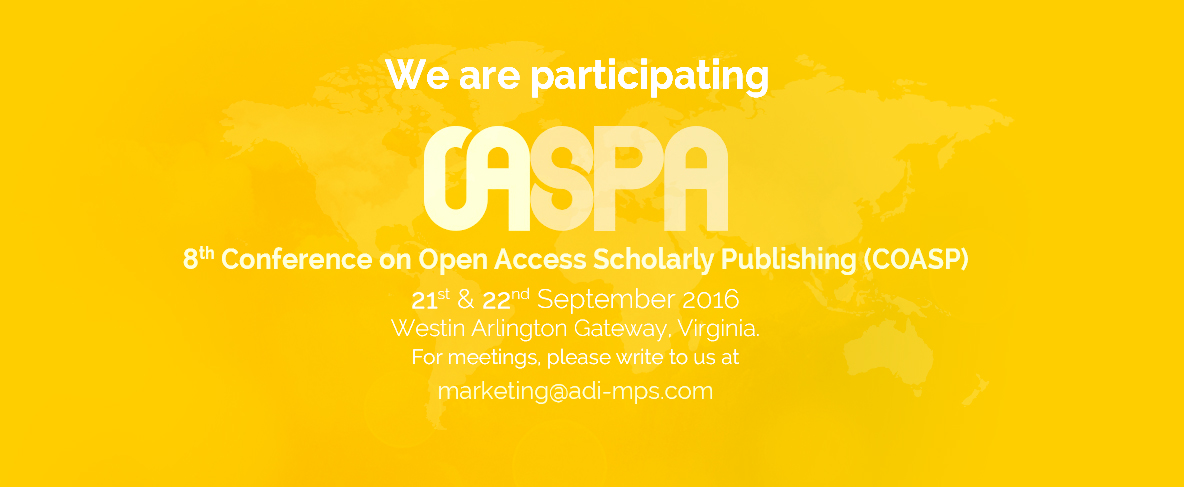 We are participating
OASPA
8th Conference on Open Access Scholarly Publishing (COASP)
21st & 22nd September 2016
Westin Arlington Gateway, Virginia.
For meetings, please write to us at
marketing@adi-mps.com